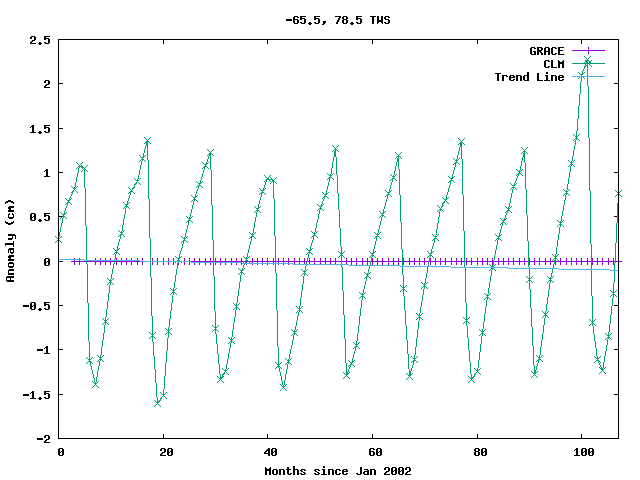 -65.5, 78.5 TWS
GRACE
CLM
Trend Line
2.5
2
1.5
1
0.5
0
-0.5
-1
-1.5
-2
Anomaly (cm)
0 20 40 60 80 100
Months since Jan 2002